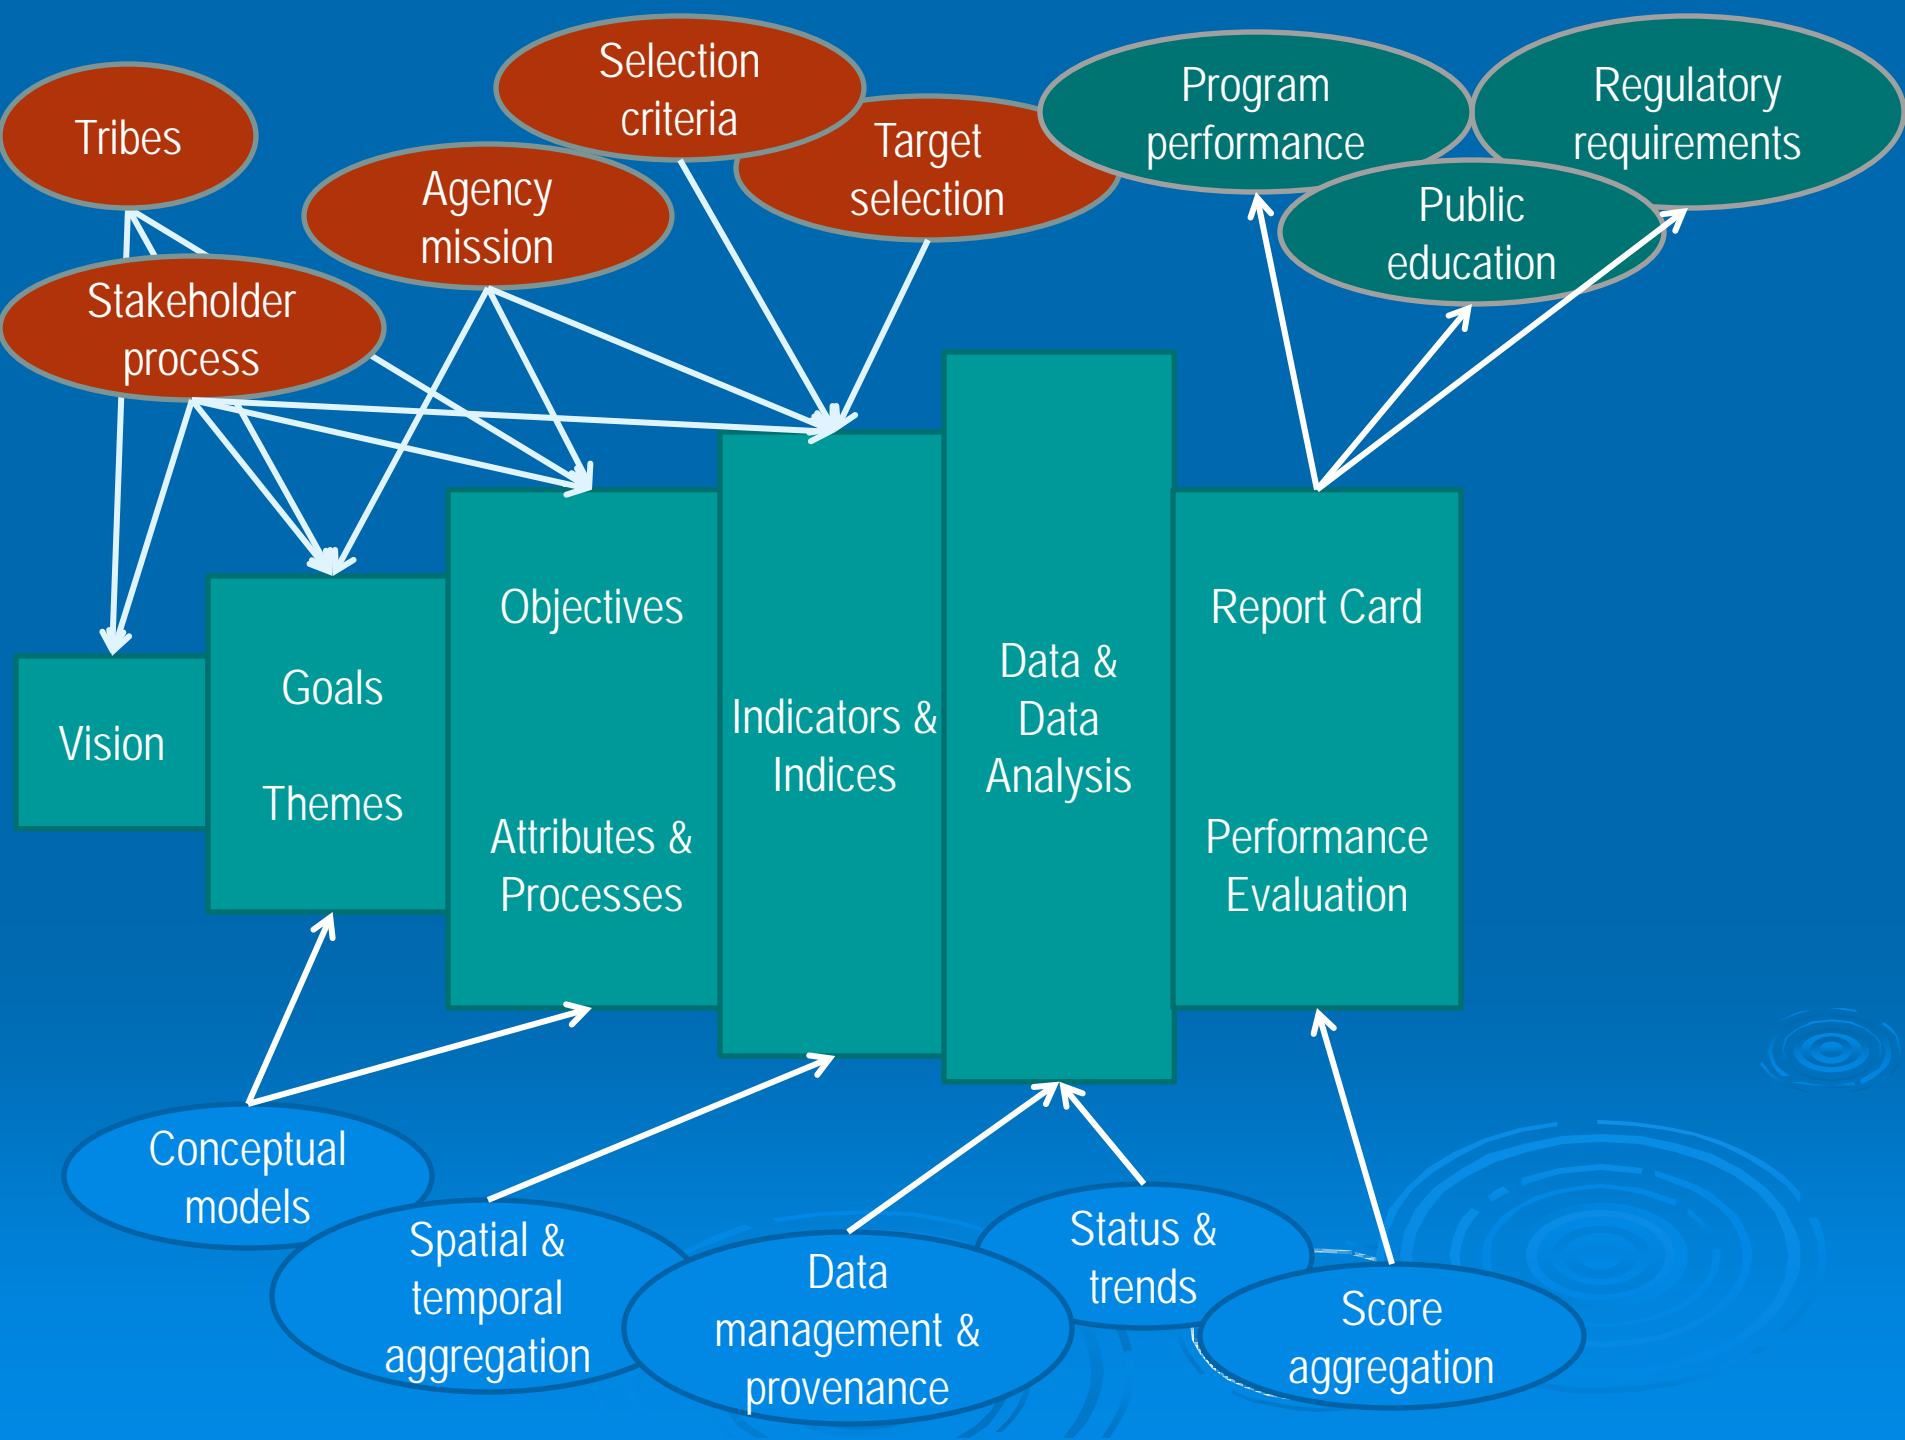 Tribes
Stakeholder
process
Agency
mission
Selection
criteria
Target
selection
Program
performance
Public
education
Regulatory
requirements
Vision
Goals
Themes
Objectives
Attributes &
Processes
Indicators &
Indices
Data &
Data
Analysis
Report Card
Performance
Evaluation
Conceptual
models
Spatial &
temporal
aggregation
Data
management &
provenance
Status &
trends
Score
aggregation